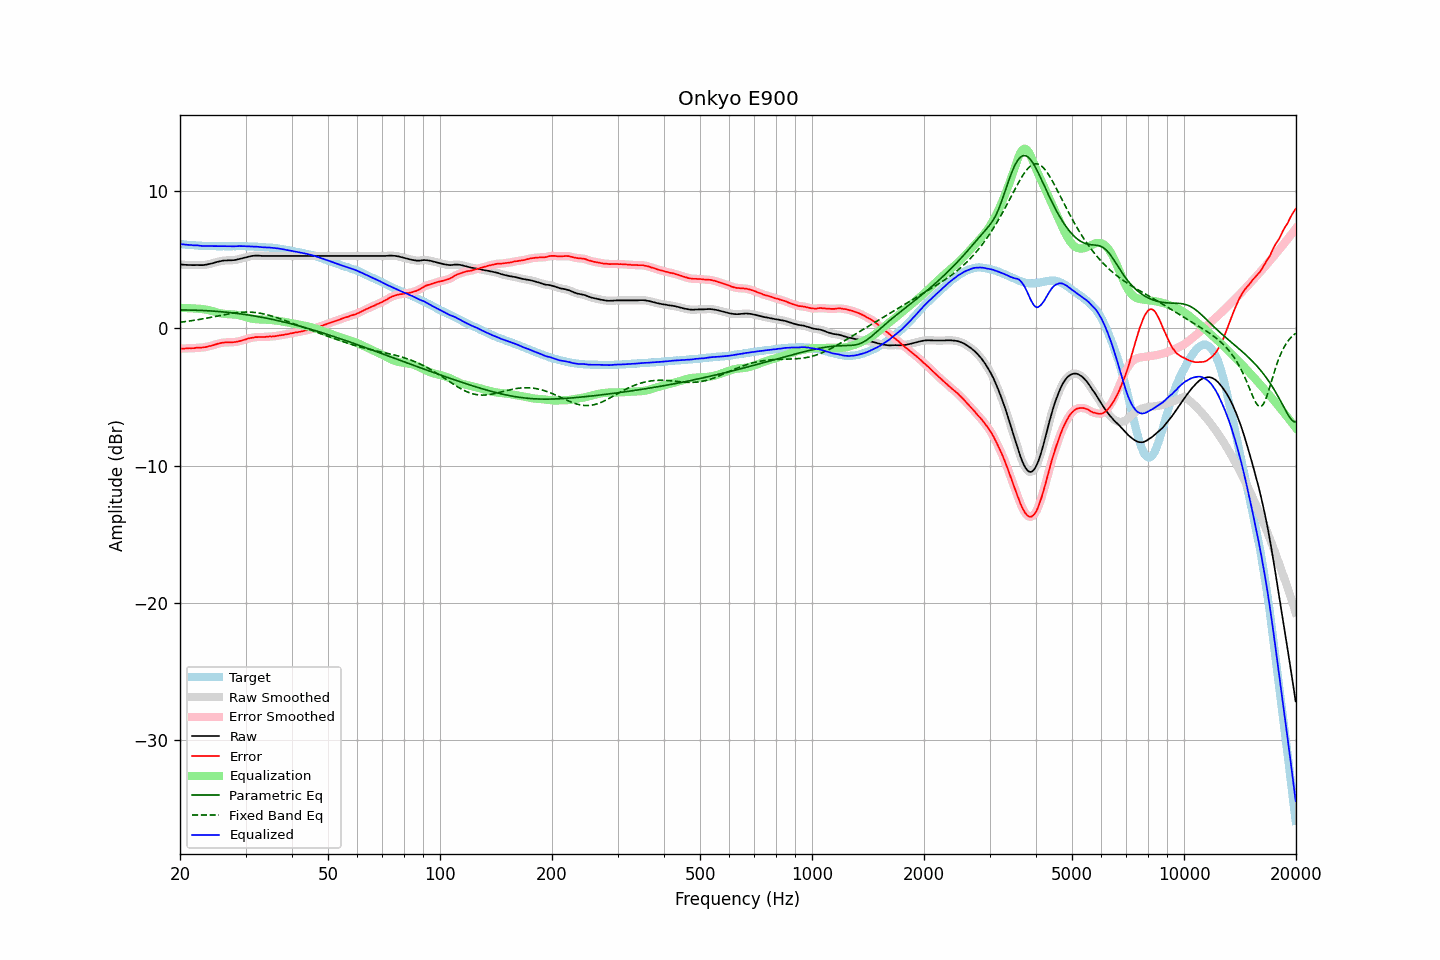 Onkyo E900
Amplitude (dBr)
10
0
−10
−20
−30
Target
Raw Smoothed
Error Smoothed
Raw
Error
Equalization
Parametric Eq
Fixed Band Eq
Equalized
20 50 100 200 500 1000 2000 5000 10000 20000
Frequency (Hz)